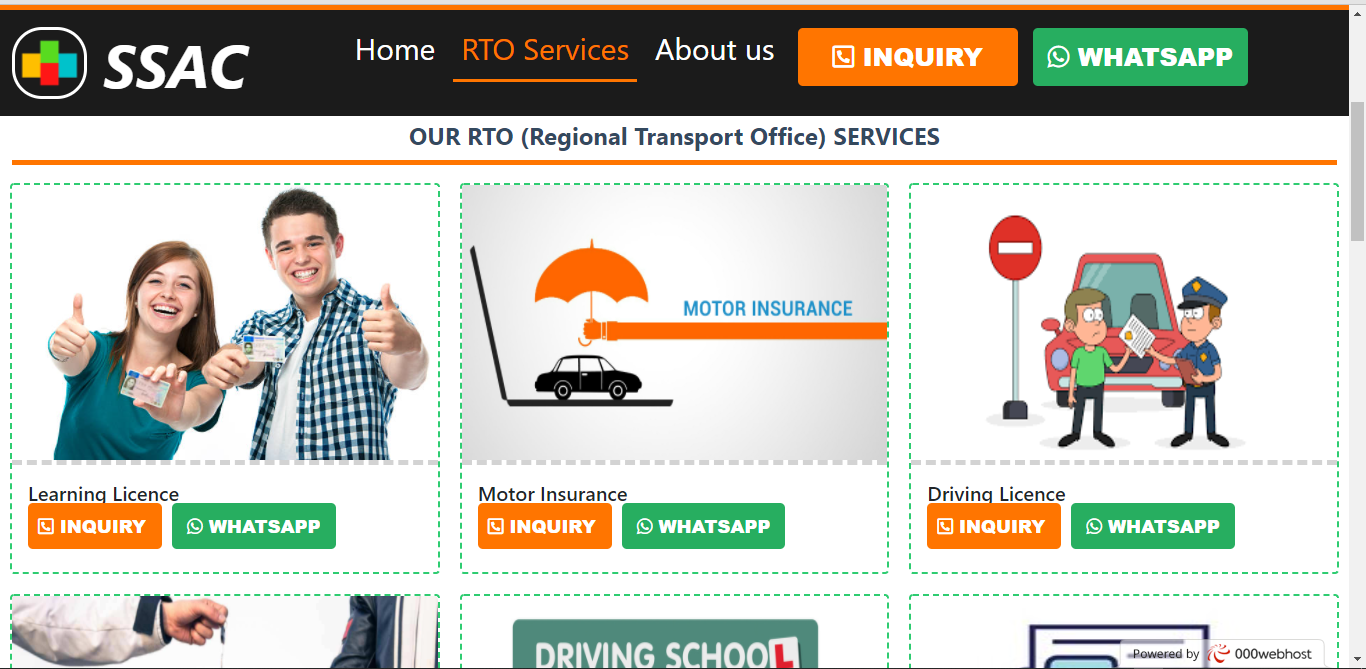 SSAC
Home RTO Services About us INQUIRY WHATSAPP
OUR RTO (Regional Transport Office) SERVICES
MOTOR INSURANCE
Learning Licence
INQUIRY WHATSAPP
Motor Insurance
INQUIRY WHATSAPP
Driving Licence
INQUIRY WHATSAPP
DRIVING SCHOOL
Powered by 000webhost